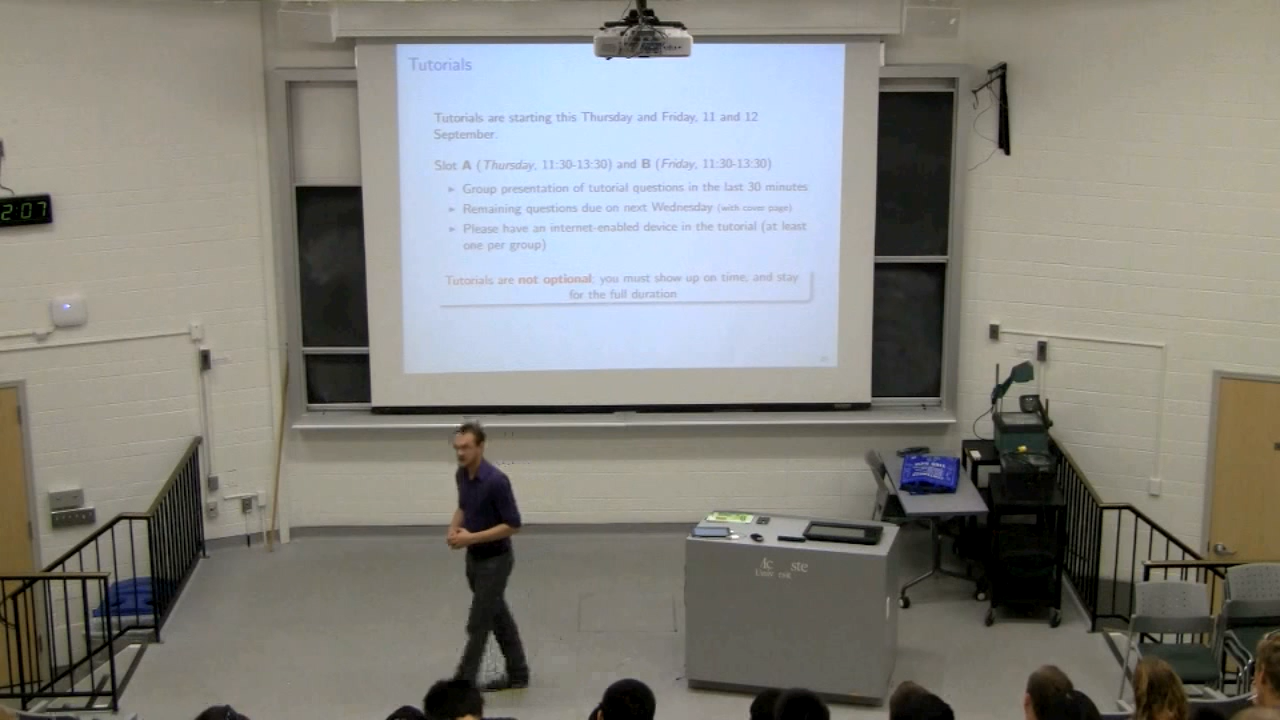 Tutorials
Tutorials are starting this Thursday and Friday, 11 and 12
September.
Slot A (Thursday, 11:30-13:30) and B (Friday, 11:30-13:30)
► Group presentation of tutorial questions in the last 30 minutes
► Remaining questions due on next Wednesday (with cover page)
► Please have an internet-enabled device in the tutorial (at least
one per group)
Tutorials are not optional; you must show up on time, and stay
for the full duration
2:07